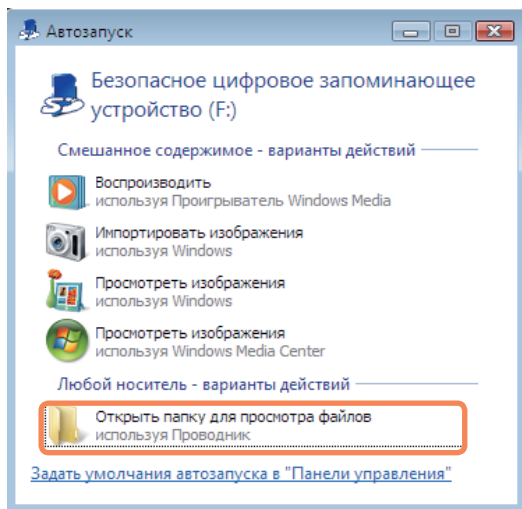 Автозапуск
Безопасное цифровое запоминающее
устройство (F:)
Смешанное содержимое - варианты действий
Воспроизводить
используя Проигрыватель Windows Media
Импортировать изображения
используя Windows
Просмотреть изображения
используя Windows
Просмотреть изображения
используя Windows Media Center
Любой носитель - варианты действий
Открыть папку для просмотра файлов
используя Проводник
Задать умолчания автозапуска в "Панели управления"